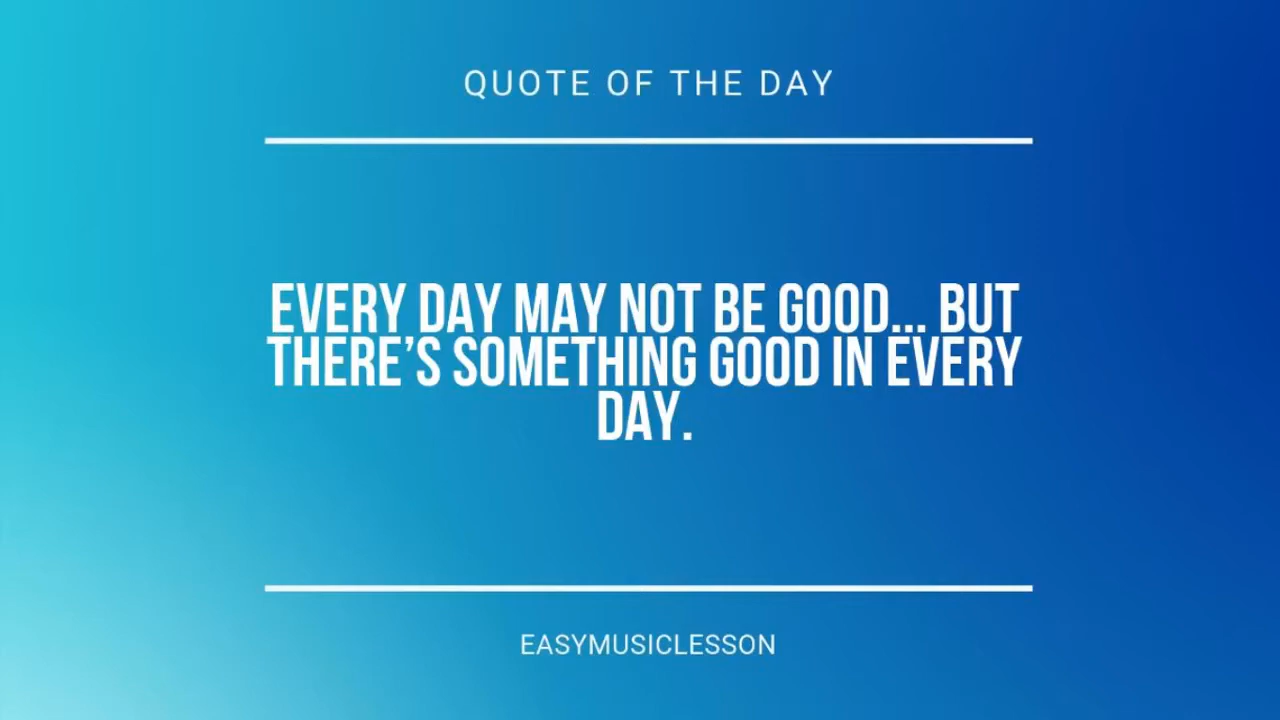 QUOTE OF THE DAY
EVERY DAY MAY NOT BE GOOD... BUT
THERE’S SOMETHING GOOD IN EVERY
DAY.
EASYMUSICLESSON